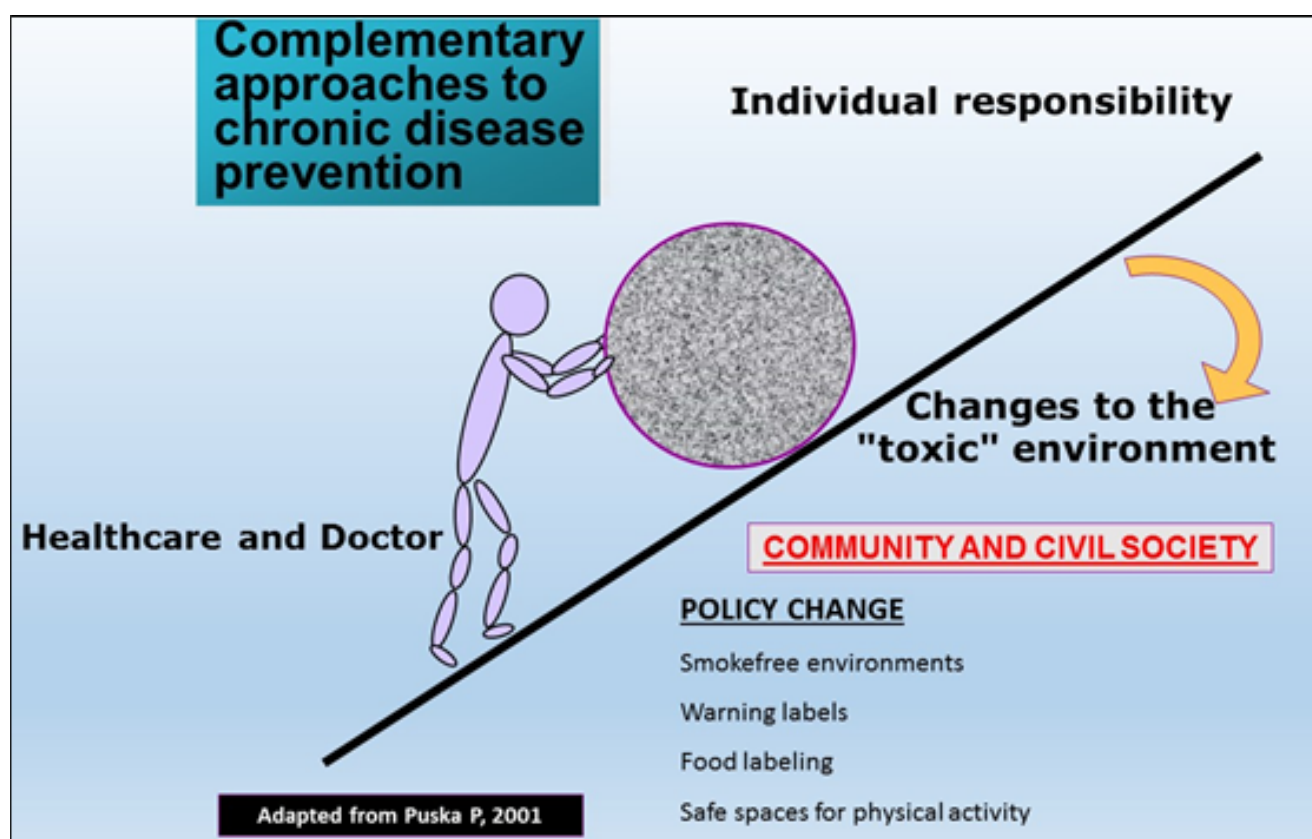 Complementary
approaches to
chronic disease
prevention
Individual responsibility
Changes to the
"toxic" environment
Healthcare and Doctor
COMMUNITY AND CIVIL SOCIETY
POLICY CHANGE
Smokefree environments
Warning labels
Food labeling
Safe spaces for physical activity
Adapted from Puska P, 2001